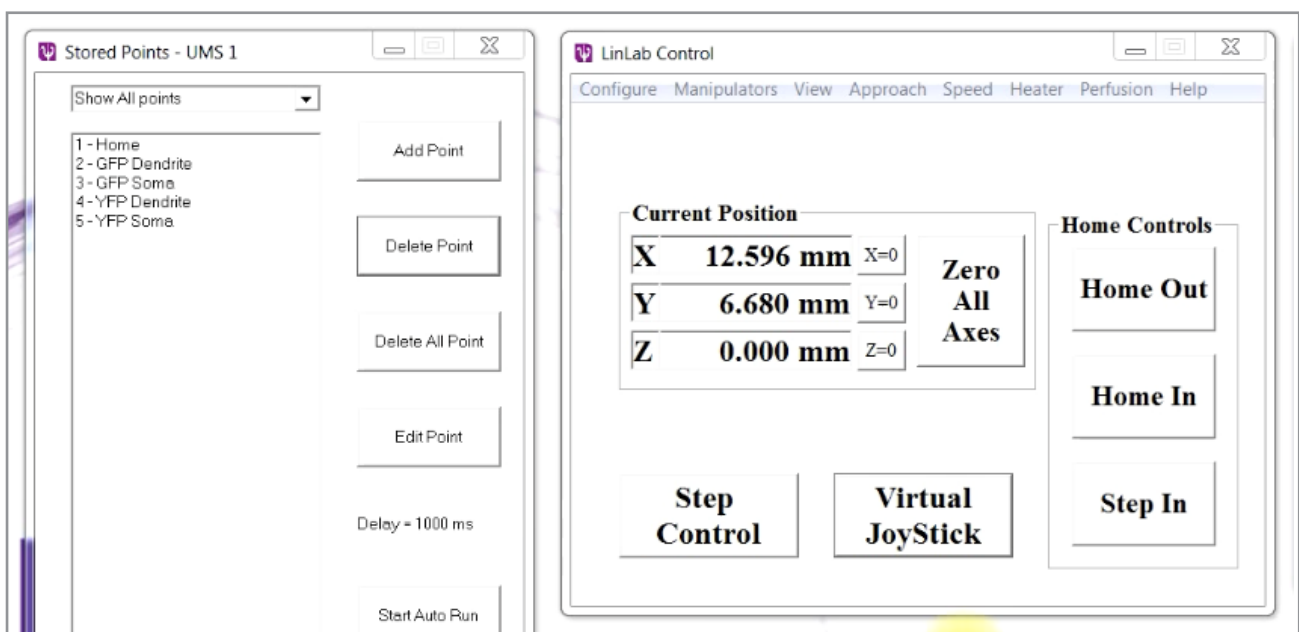 Stored Points - UMS 1
Show All points
1 - Home
2 - GFP Dendrite
3 - GFP Soma
4 - YFP Dendrite
5 - YFP Soma
Add Point
Delete Point
Delete All Point
Edit Point
Delay = 1000 ms
Start Auto Run
LinLab Control
Configure Manipulators View Approach Speed Heater Perfusion Help
Current Position
X 12.596 mm X=0
Y 6.680 mm Y=0
Z 0.000 mm Z=0
Zero
All
Axes
Home Controls
Home Out
Home In
Step In
Step
Control
Virtual
JoyStick